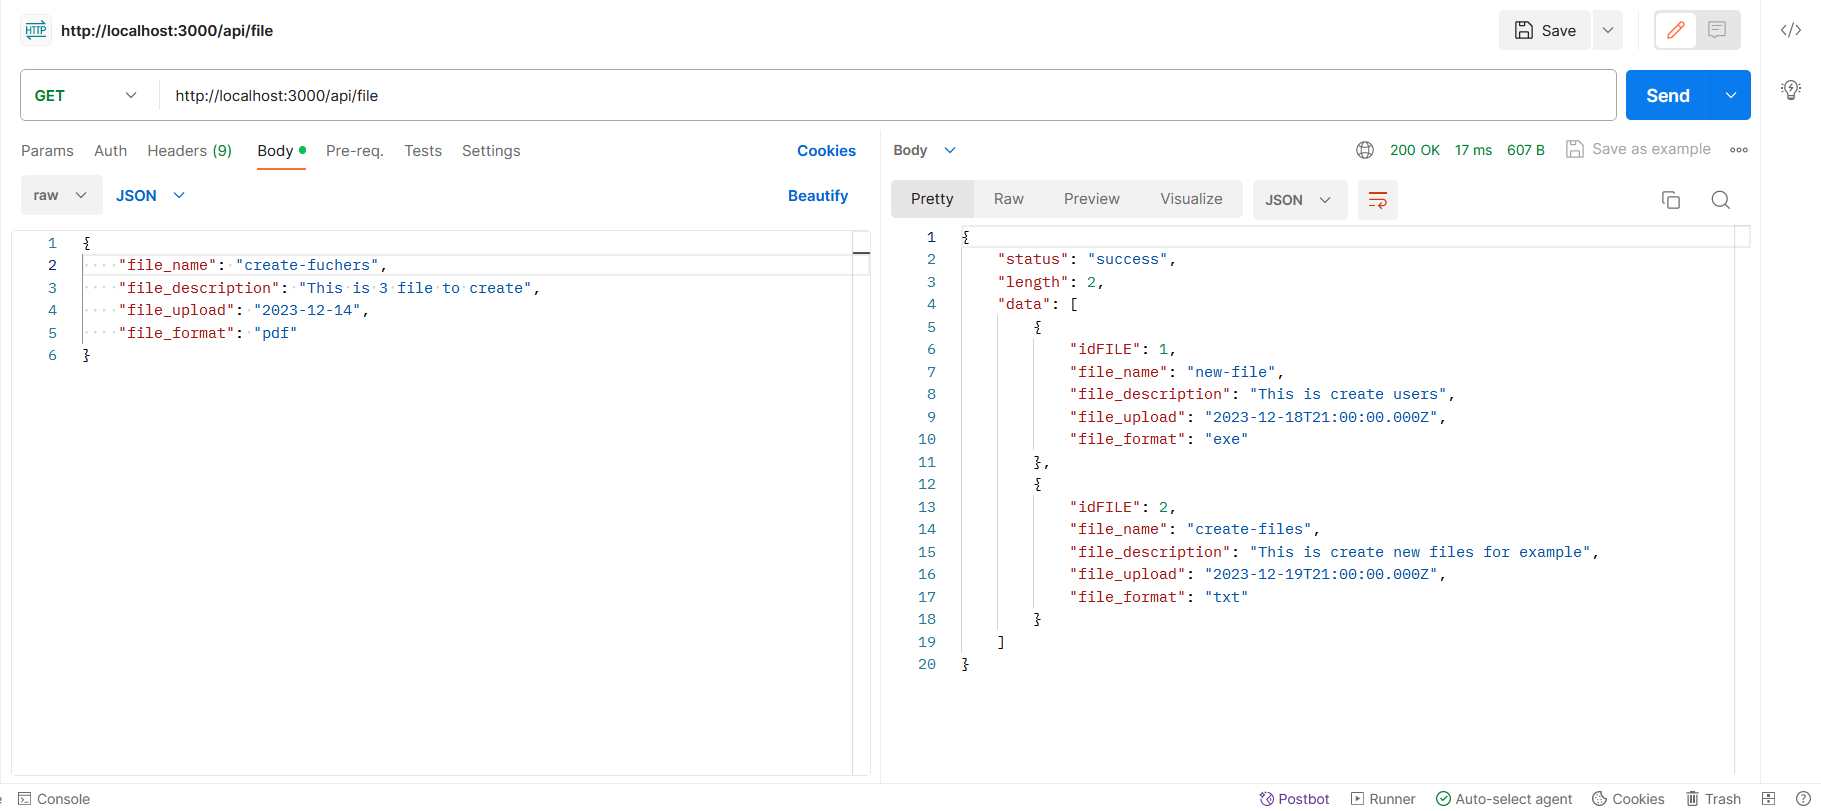 HTTP http://localhost:3000/api/file Save
GET http://localhost:3000/api/file Send
Params Auth Headers (9) Body Pre-req. Tests Settings Cookies
raw JSON Beautify
1 {
2 "file_name": "create-fuchers",
3 "file_description": "This is 3 file to create",
4 "file_upload": "2023-12-14",
5 "file_format": "pdf"
6 }
Body 200 OK 17 ms 607 B Save as example
Pretty Raw Preview Visualize JSON
1 {
2 "status": "success",
3 "length": 2,
4 "data": [
5 {
6 "idFILE": 1,
7 "file_name": "new-file",
8 "file_description": "This is create users",
9 "file_upload": "2023-12-18T21:00:00.000Z",
10 "file_format": "exe"
11 },
12 {
13 "idFILE": 2,
14 "file_name": "create-files",
15 "file_description": "This is create new files for example",
16 "file_upload": "2023-12-19T21:00:00.000Z",
17 "file_format": "txt"
18 }
19 ]
20 }
Console Postbot Runner Auto-select agent Cookies Trash